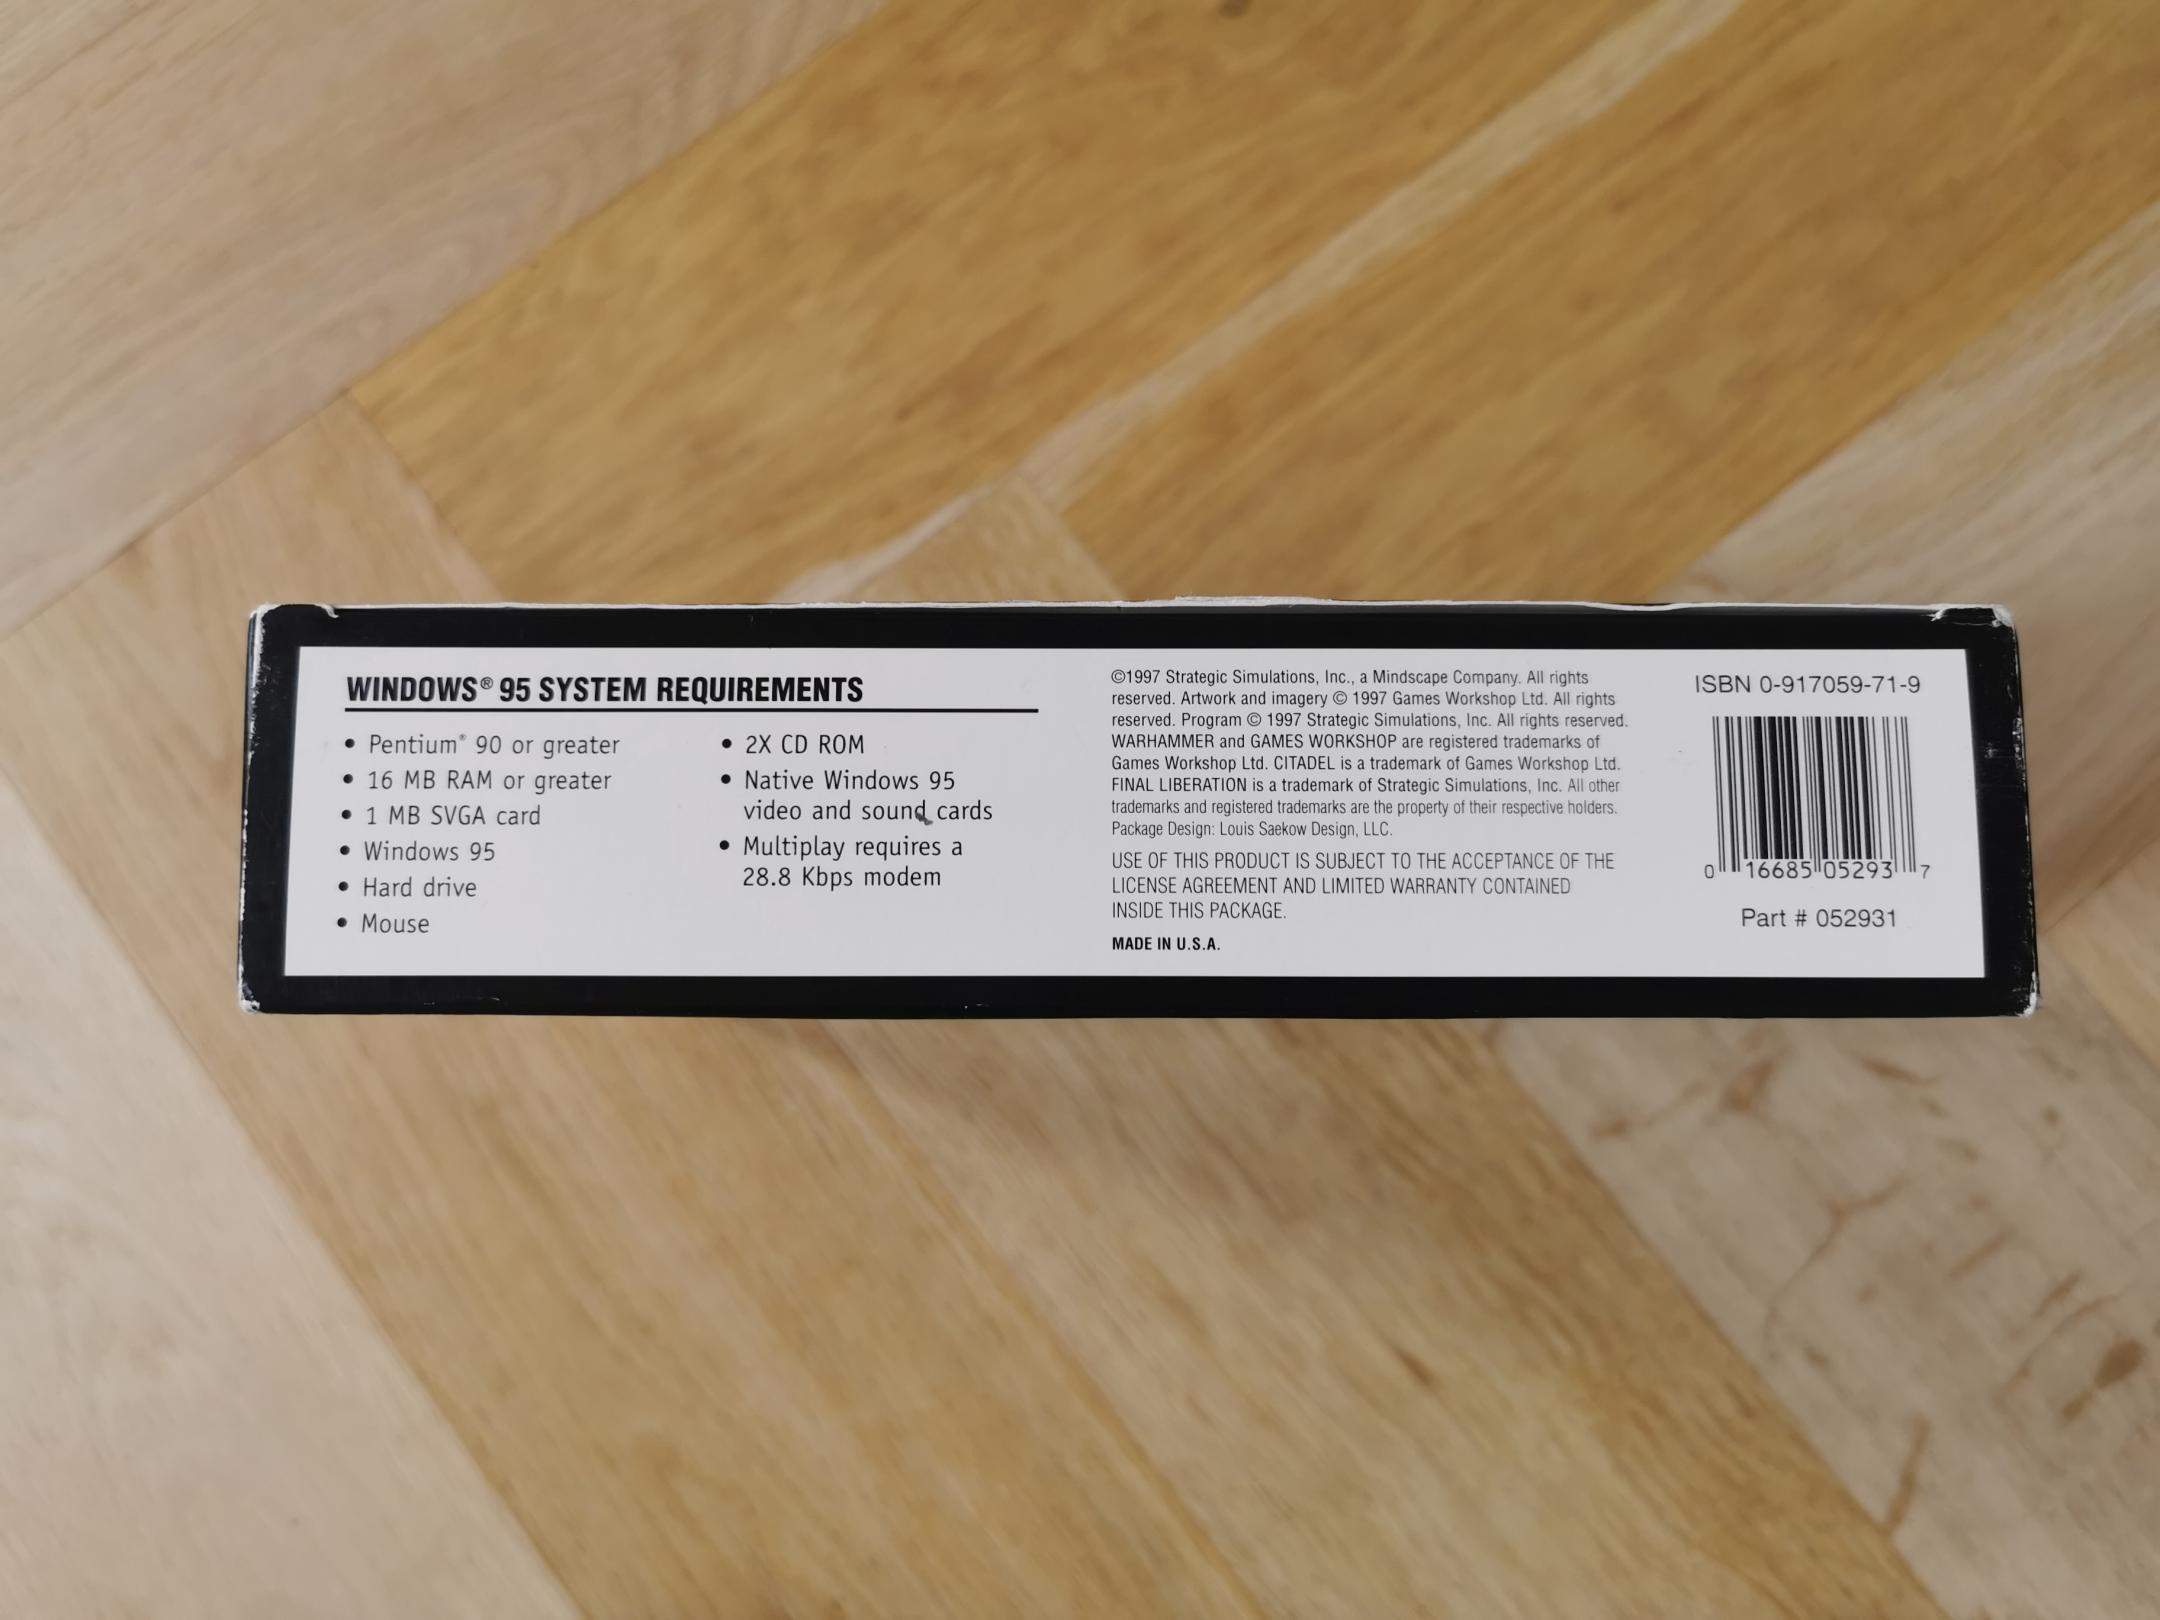 WINDOWS® 95 SYSTEM REQUIREMENTS
• Pentium® 90 or greater
• 16 MB RAM or greater
• 1 MB SVGA card
• Windows 95
• Hard drive
• Mouse
• 2X CD ROM
• Native Windows 95
video and sound cards
• Multiplay requires a
28.8 Kbps modem
©1997 Strategic Simulations, Inc., a Mindscape Company. All rights
reserved. Artwork and imagery © 1997 Games Workshop Ltd. All rights
reserved. Program © 1997 Strategic Simulations, Inc. All rights reserved.
WARHAMMER and GAMES WORKSHOP are registered trademarks of
Games Workshop Ltd. CITADEL is a trademark of Games Workshop Ltd.
FINAL LIBERATION is a trademark of Strategic Simulations, Inc. All other
trademarks and registered trademarks are the property of their respective holders.
Package Design: Louis Saekow Design, LLC.
USE OF THIS PRODUCT IS SUBJECT TO THE ACCEPTANCE OF THE
LICENSE AGREEMENT AND LIMITED WARRANTY CONTAINED
INSIDE THIS PACKAGE.
MADE IN U.S.A.
ISBN 0-917059-71-9
0 16685 05293 7
Part # 052931